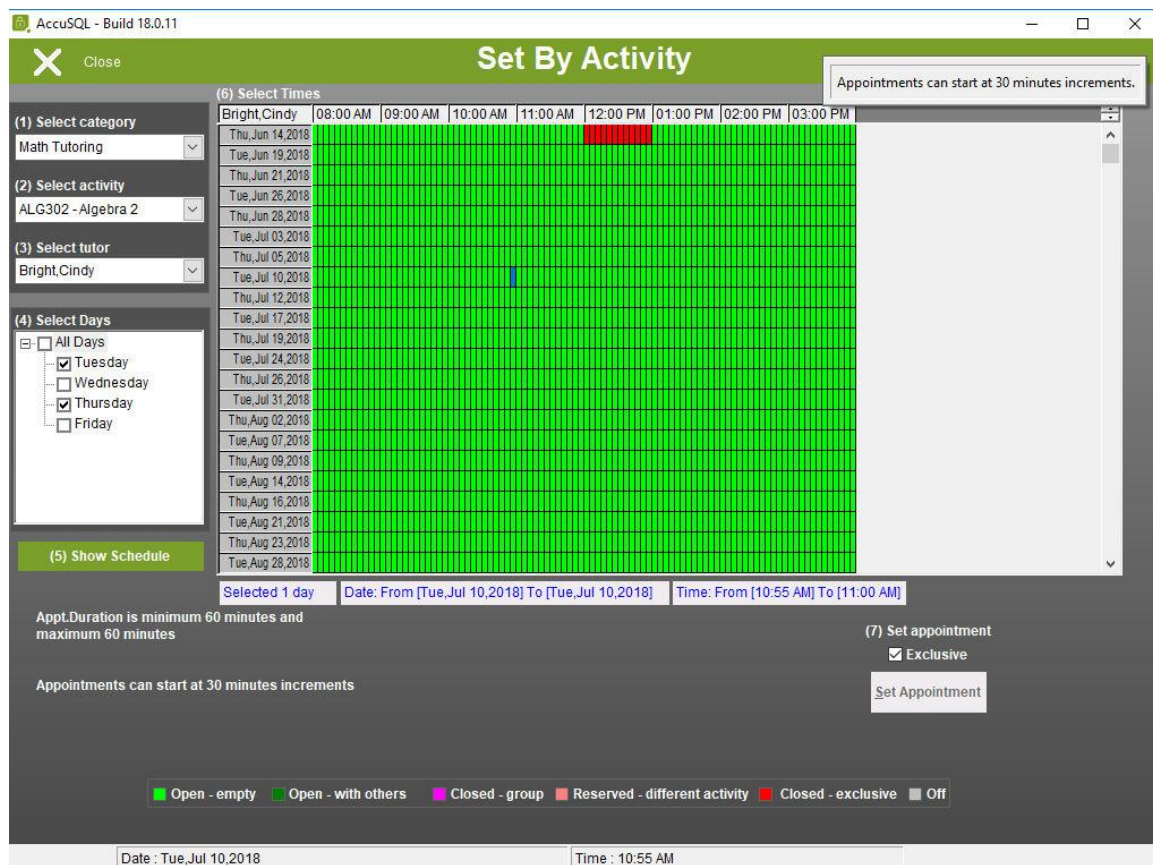 AccuSQL - Build 18.0.11
Close
Set By Activity
Appointments can start at 30 minutes increments.
(1) Select category
Math Tutoring
(2) Select activity
ALG302 - Algebra 2
(3) Select tutor
Bright,Cindy
(4) Select Days
All Days
Tuesday
Wednesday
Thursday
Friday
(5) Show Schedule
(6) Select Times
Bright,Cindy 08:00 AM 09:00 AM 10:00 AM 11:00 AM 12:00 PM 01:00 PM 02:00 PM 03:00 PM
Thu,Jun 14,2018
Tue,Jun 19,2018
Thu,Jun 21,2018
Tue,Jun 26,2018
Thu,Jun 28,2018
Tue,Jul 03,2018
Thu,Jul 05,2018
Tue,Jul 10,2018
Thu,Jul 12,2018
Tue,Jul 17,2018
Thu,Jul 19,2018
Tue,Jul 24,2018
Thu,Jul 26,2018
Tue,Jul 31,2018
Thu,Aug 02,2018
Tue,Aug 07,2018
Thu,Aug 09,2018
Tue,Aug 14,2018
Thu,Aug 16,2018
Tue,Aug 21,2018
Thu,Aug 23,2018
Tue,Aug 28,2018
Selected 1 day Date: From [Tue,Jul 10,2018] To [Tue,Jul 10,2018] Time: From [10:55 AM] To [11:00 AM]
Appt.Duration is minimum 60 minutes and
maximum 60 minutes
Appointments can start at 30 minutes increments
(7) Set appointment
Exclusive
Set Appointment
Open - empty Open - with others Closed - group Reserved - different activity Closed - exclusive Off
Date : Tue,Jul 10,2018 Time : 10:55 AM